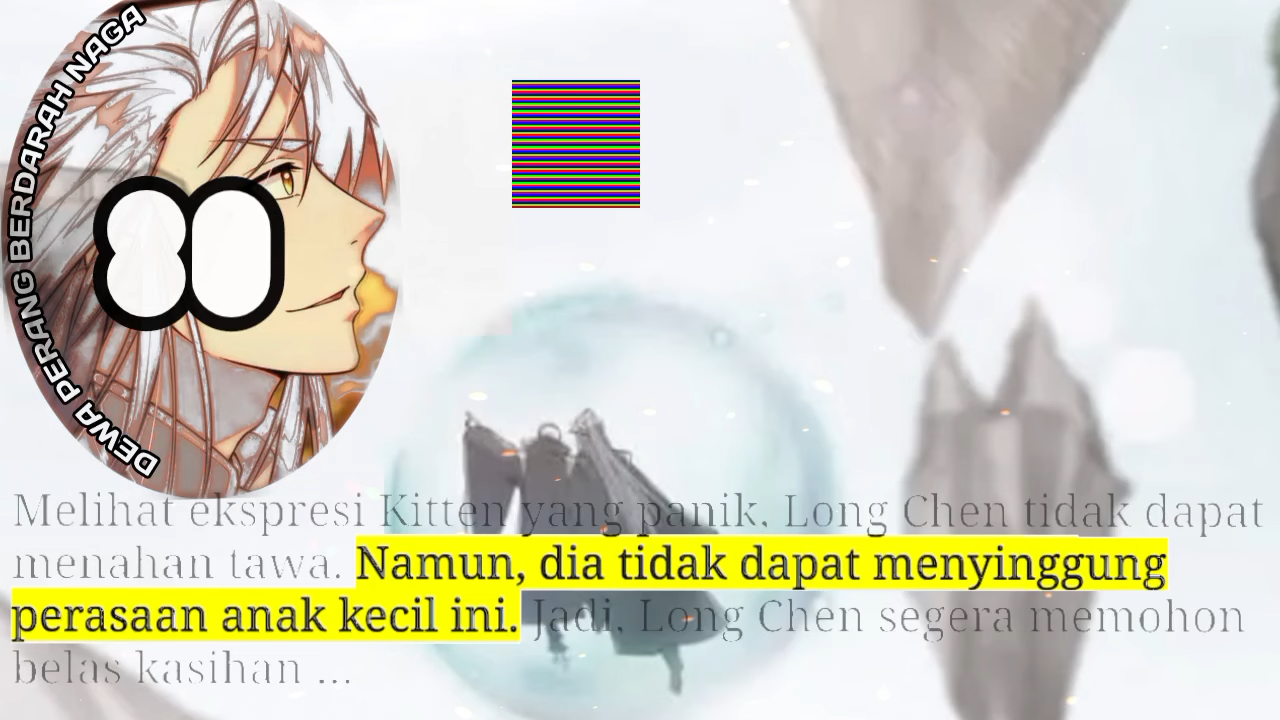 DEWA PERANG BERDARAH NAGA
80
Melihat ekspresi Kitten yang panik, Long Chen tidak dapat
menahan tawa. Namun, dia tidak dapat menyinggung
perasaan anak kecil ini. Jadi, Long Chen segera memohon
belas kasihan ...